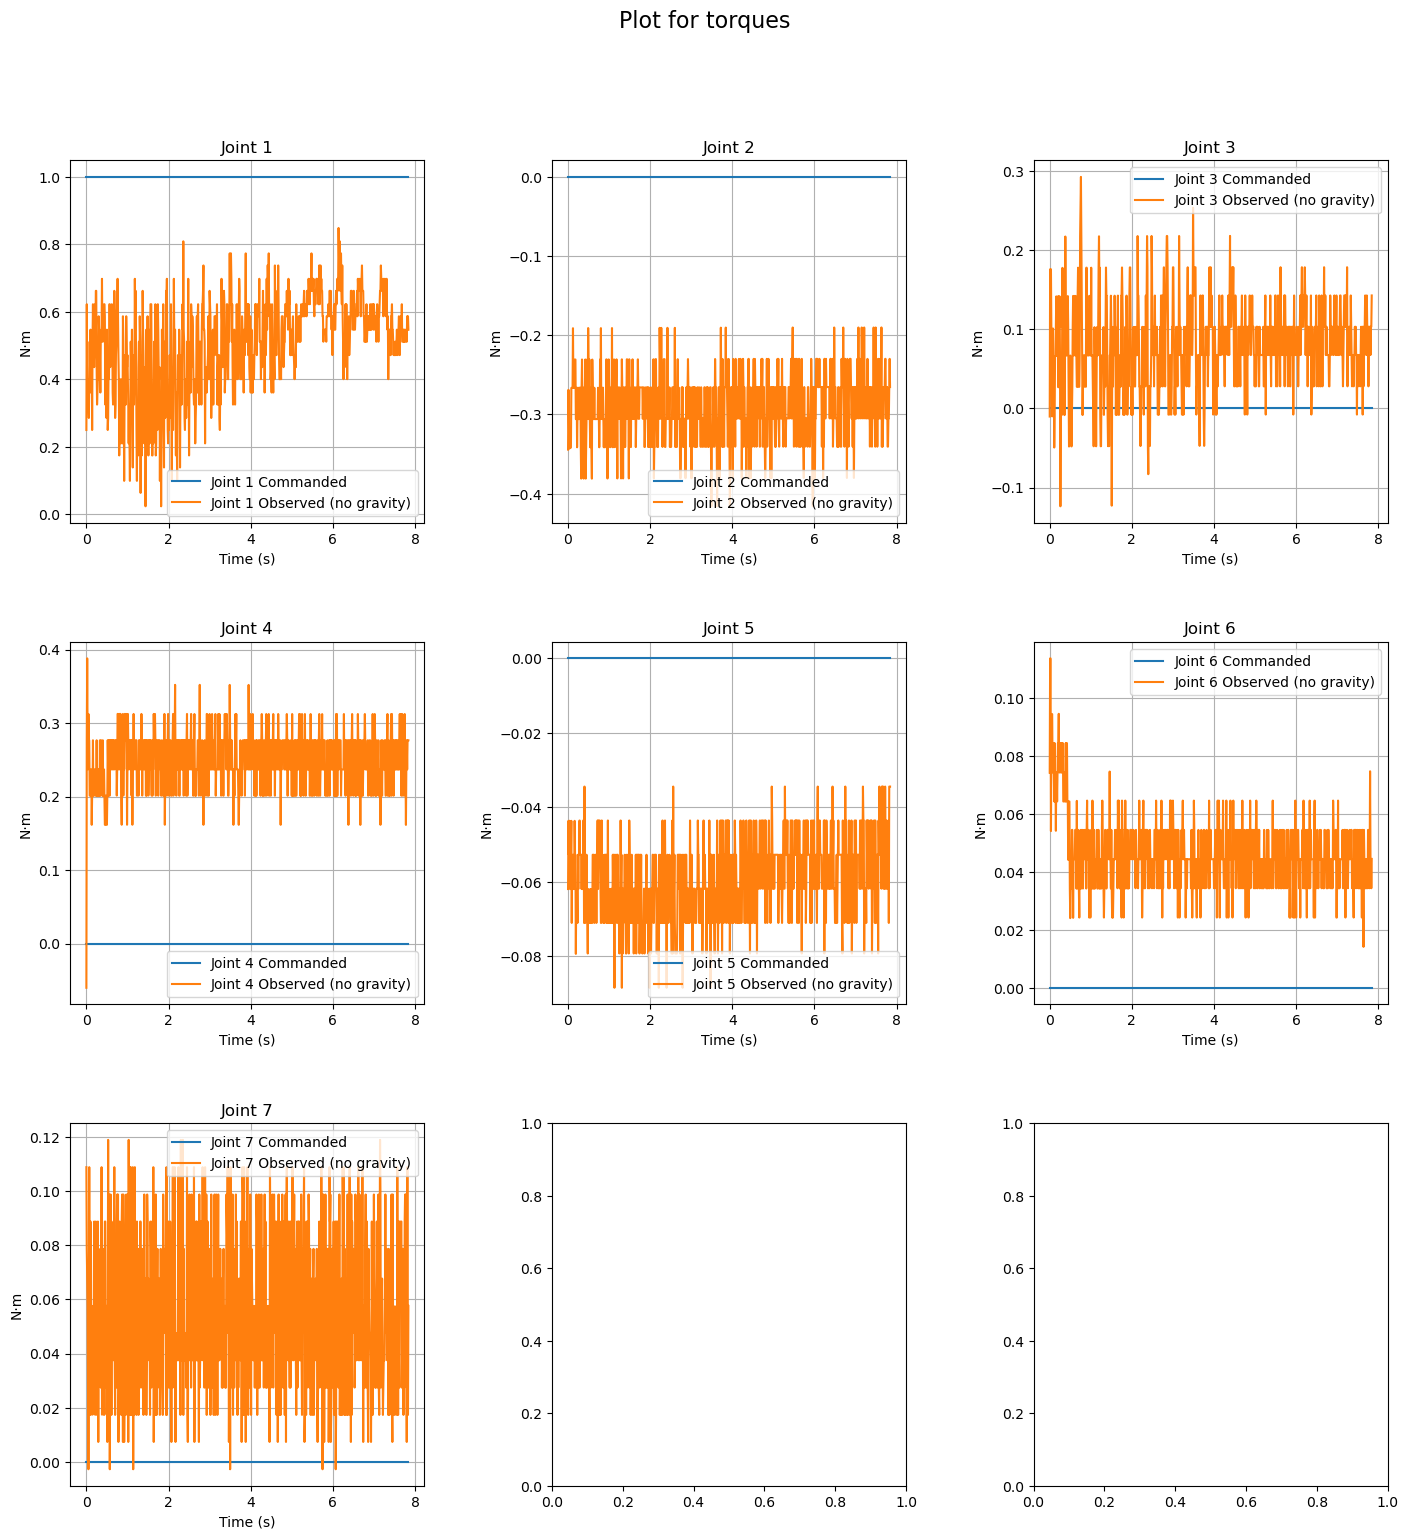 Plot for torques
Joint 1
N·m
1.0
0.8
0.6
0.4
0.2
0.0
Joint 1 Commanded
Joint 1 Observed (no gravity)
0 2 4 6 8
Time (s)
Joint 2
N·m
0.0
−0.1
−0.2
−0.3
−0.4
Joint 2 Commanded
Joint 2 Observed (no gravity)
0 2 4 6 8
Time (s)
Joint 3
N·m
0.3
0.2
0.1
0.0
−0.1
Joint 3 Commanded
Joint 3 Observed (no gravity)
0 2 4 6 8
Time (s)
Joint 4
N·m
0.4
0.3
0.2
0.1
0.0
Joint 4 Commanded
Joint 4 Observed (no gravity)
0 2 4 6 8
Time (s)
Joint 5
N·m
0.00
−0.02
−0.04
−0.06
−0.08
Joint 5 Commanded
Joint 5 Observed (no gravity)
0 2 4 6 8
Time (s)
Joint 6
N·m
0.10
0.08
0.06
0.04
0.02
0.00
Joint 6 Commanded
Joint 6 Observed (no gravity)
0 2 4 6 8
Time (s)
Joint 7
N·m
0.12
0.10
0.08
0.06
0.04
0.02
0.00
Joint 7 Commanded
Joint 7 Observed (no gravity)
0 2 4 6 8
Time (s)
1.0
0.8
0.6
0.4
0.2
0.0
0.0 0.2 0.4 0.6 0.8 1.0
1.0
0.8
0.6
0.4
0.2
0.0
0.0 0.2 0.4 0.6 0.8 1.0